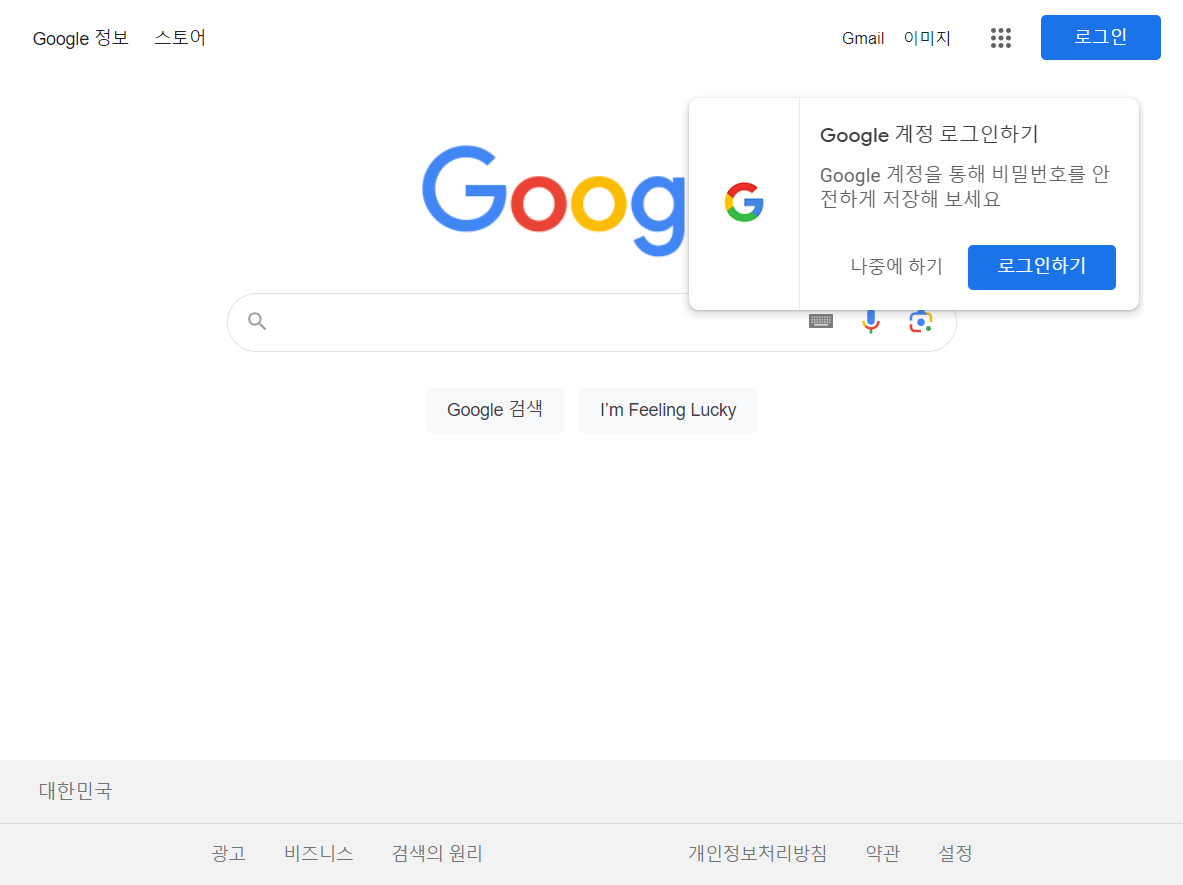 Google 정보 스토어 Gmail 이미지 로그인
Google 계정 로그인하기
Google 계정을 통해 비밀번호를 안
전하게 저장해 보세요
나중에 하기 로그인하기
Goog
Google 검색 I’m Feeling Lucky
대한민국
광고 비즈니스 검색의 원리 개인정보처리방침 약관 설정